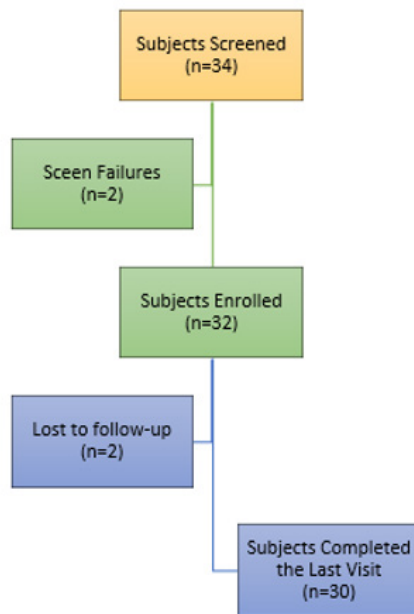 Subjects Screened
(n=34)
Sceen Failures
(n=2)
Subjects Enrolled
(n=32)
Lost to follow-up
(n=2)
Subjects Completed
the Last Visit
(n=30)